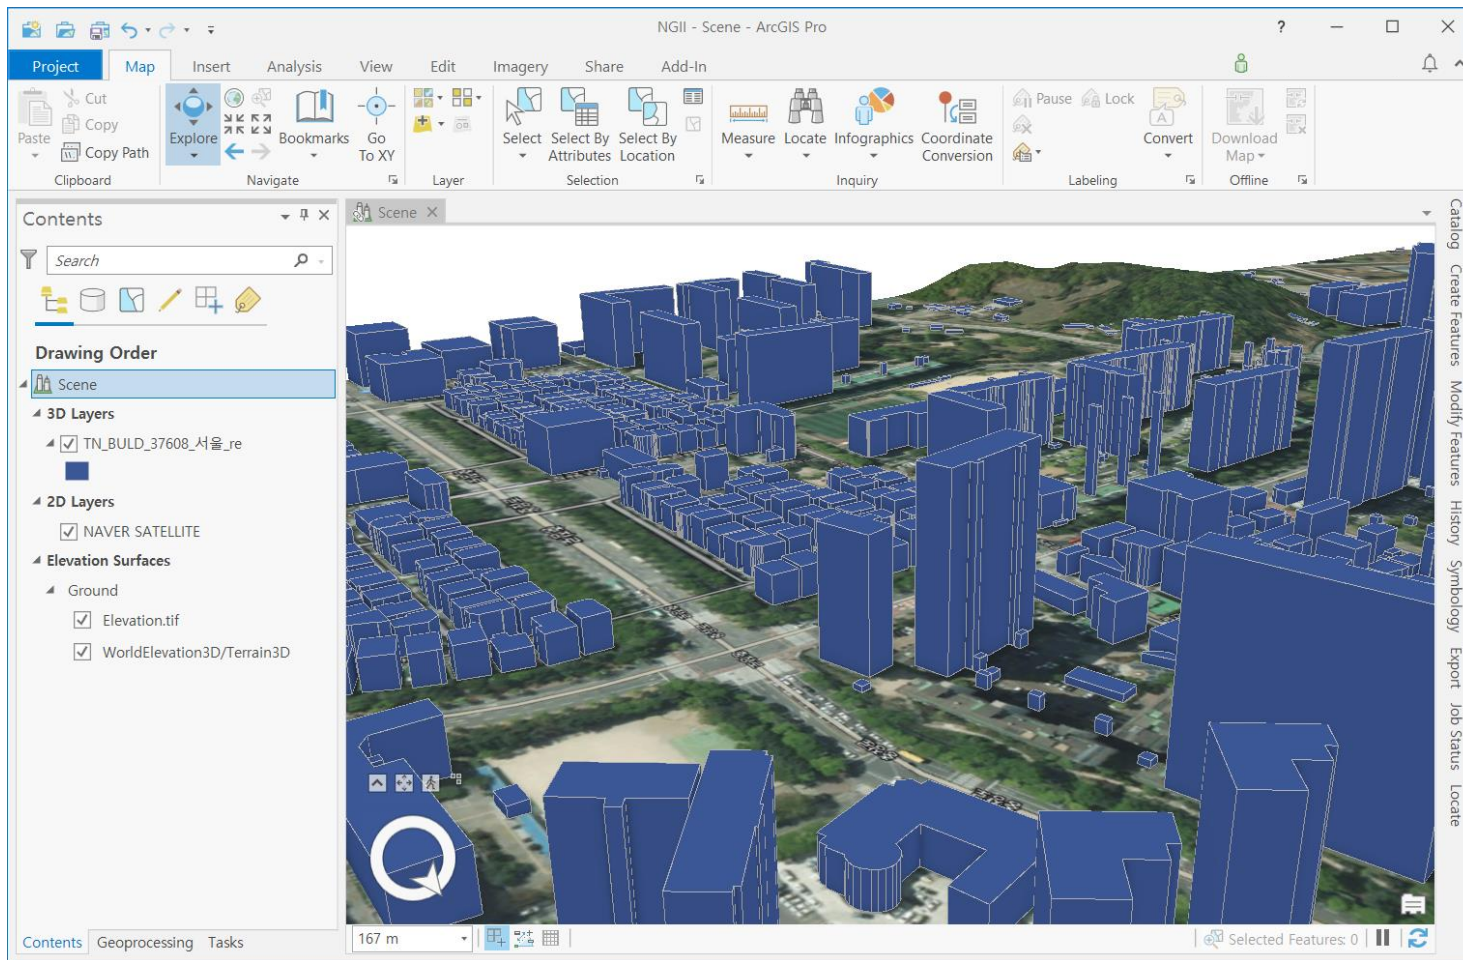 NGII - Scene - ArcGIS Pro
?
Project Map Insert Analysis View Edit Imagery Share Add-In
Paste
Cut
Copy
Copy Path
Clipboard
Explore
Bookmarks
Go
To XY
Navigate
Layer
Select
Select By
Attributes
Select By
Location
Selection
Measure
Locate
Infographics
Coordinate
Conversion
Inquiry
Pause
Lock
Convert
Labeling
Download
Map
Offline
Contents
Search
Drawing Order
Scene
3D Layers
TN_BULD_37608_서울_re
2D Layers
NAVER SATELLITE
Elevation Surfaces
Ground
Elevation.tif
WorldElevation3D/Terrain3D
Contents Geoprocessing Tasks
Scene
167 m
Selected Features: 0
Catalog
Create Features
Modify Features
History
Symbology
Export
Job Status
Locate